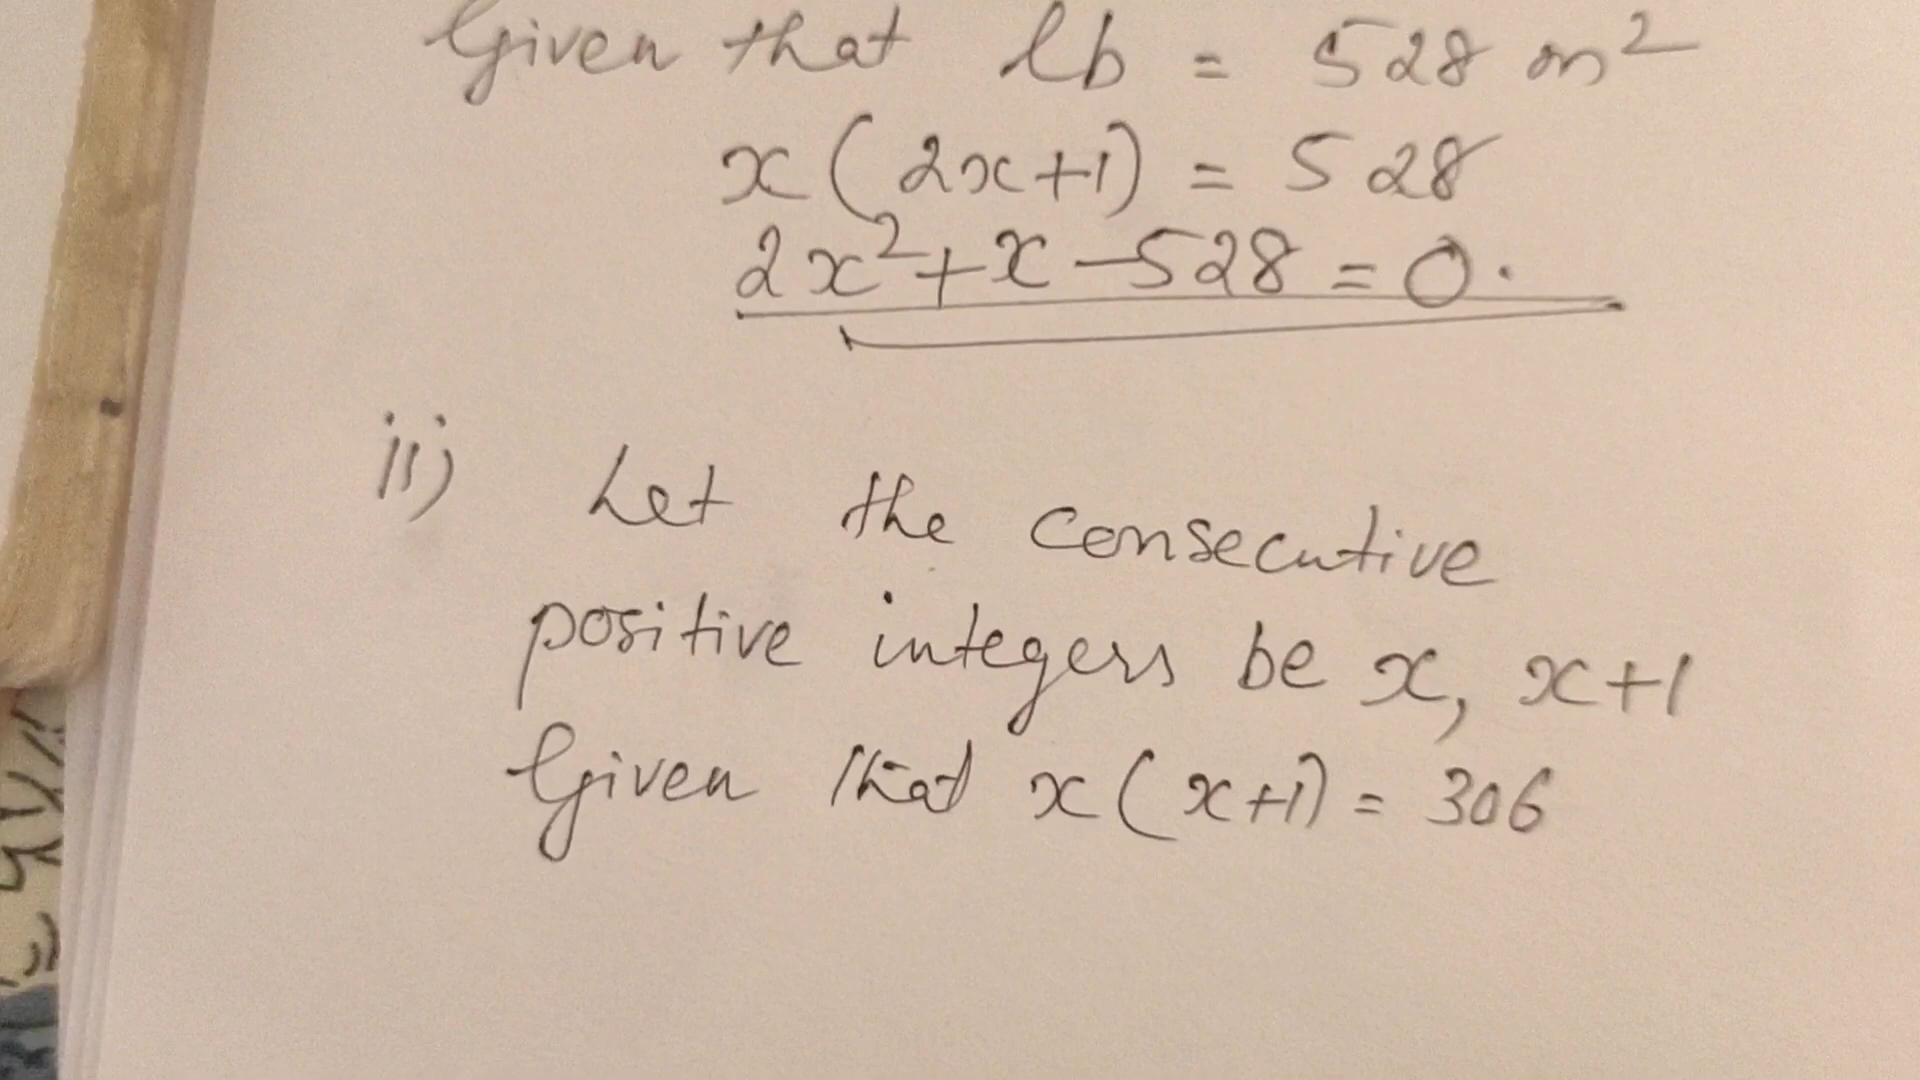 Given that lb = 528 m²
x(2x+1) = 528
2x²+x-528=0.
ii) Let the consecutive
positive integers be x, x+1
Given that x(x+1) = 306